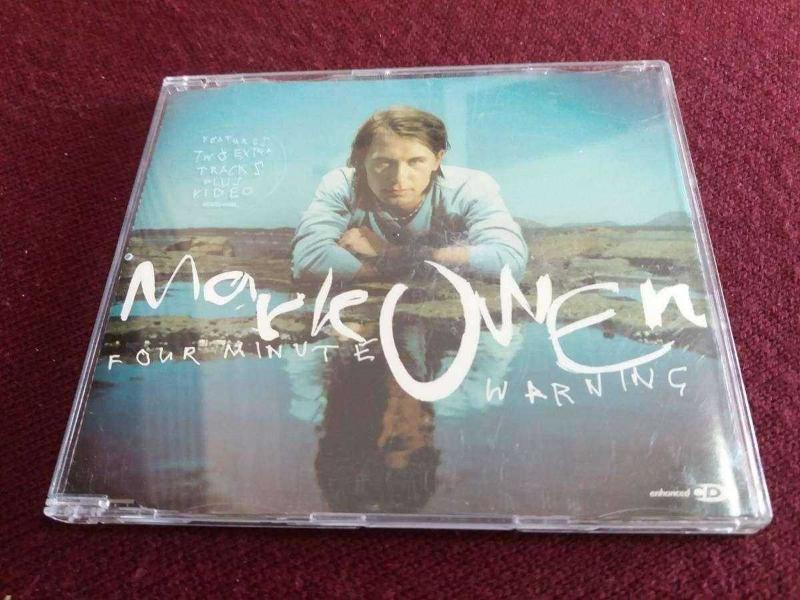 FEATURES
TWO EXTRA
TRACKS
PLUS
VIDEO
Mark OWEn
FOUR MINUTE
WARNING
enhanced CD